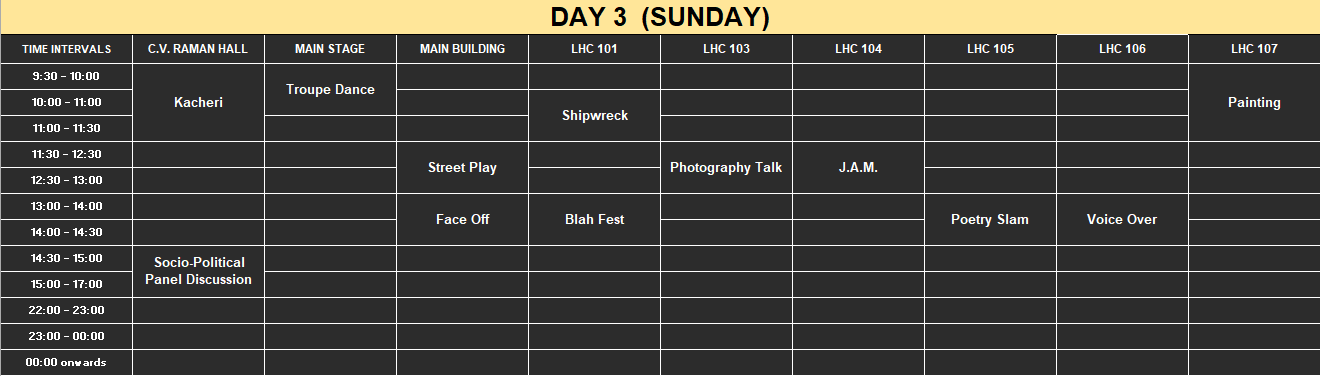 DAY 3 (SUNDAY)
TIME INTERVALS C.V. RAMAN HALL MAIN STAGE MAIN BUILDING LHC 101 LHC 103 LHC 104 LHC 105 LHC 106 LHC 107
9:30 – 10:00
Troupe Dance
10:00 – 11:00 Kacheri Painting
Shipwreck
11:00 – 11:30
11:30 – 12:30
Street Play Photography Talk J.A.M.
12:30 – 13:00
13:00 – 14:00
Face Off Blah Fest Poetry Slam Voice Over
14:00 – 14:30
14:30 – 15:00
Socio-Political
Panel Discussion
15:00 – 17:00
22:00 – 23:00
23:00 – 00:00
00:00 onwards